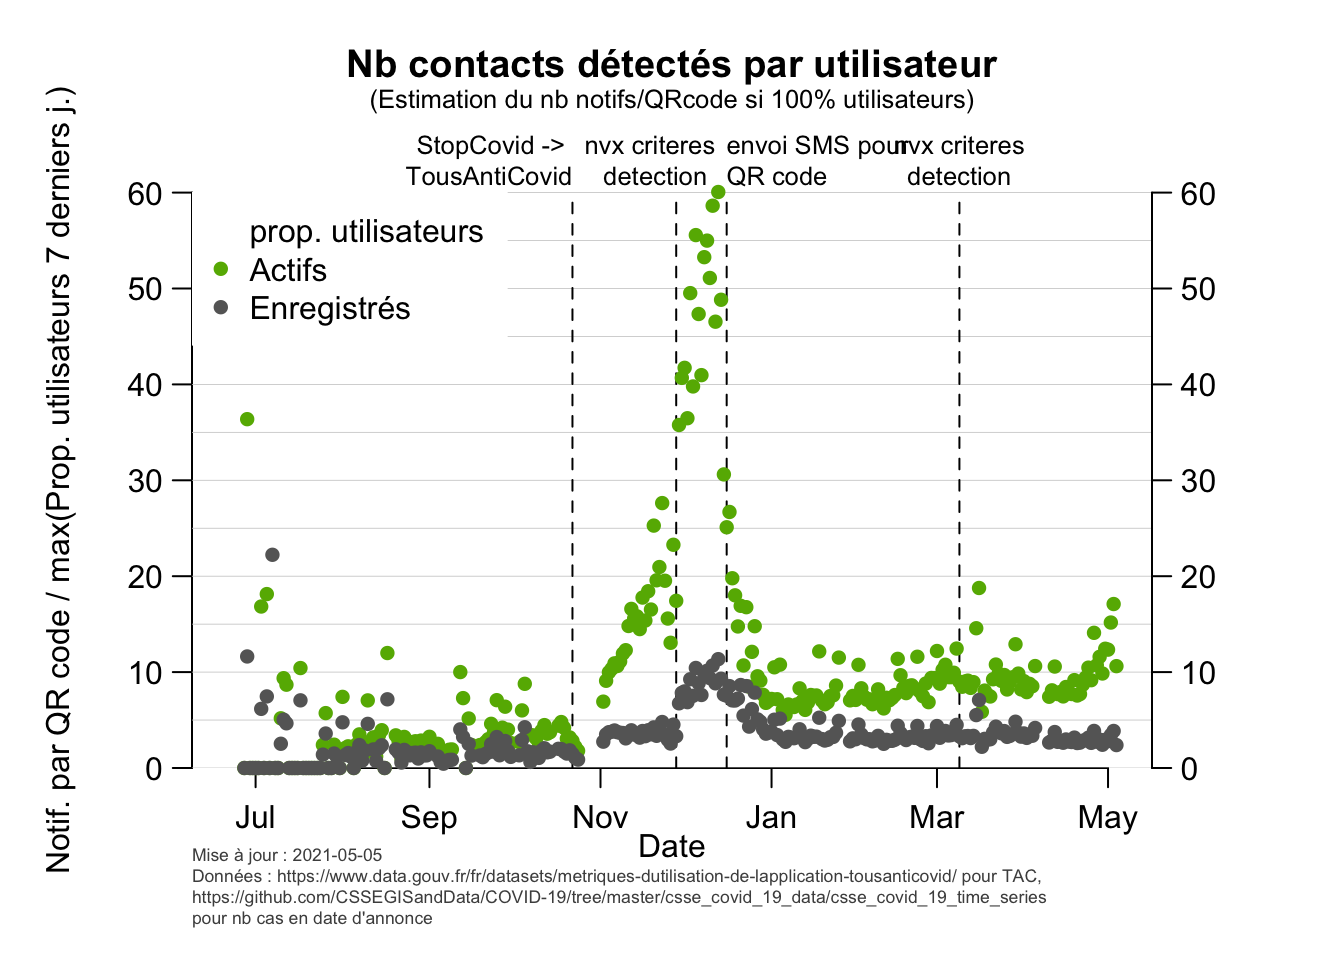 Nb contacts détectés par utilisateur
(Estimation du nb notifs/QRcode si 100% utilisateurs)
StopCovid ->
TousAntiCovid
nvx criteres
detection
envoi SMS pour
QR code
nvx criteres
detection
prop. utilisateurs
Actifs
Enregistrés
Notif. par QR code / max(Prop. utilisateurs 7 derniers j.)
60
50
40
30
20
10
0
60
50
40
30
20
10
0
Jul
Sep
Nov
Jan
Mar
May
Date
Mise à jour : 2021-05-05
Données : https://www.data.gouv.fr/fr/datasets/metriques-dutilisation-de-lapplication-tousanticovid/ pour TAC,
https://github.com/CSSEGISandData/COVID-19/tree/master/csse_covid_19_data/csse_covid_19_time_series
pour nb cas en date d'annonce